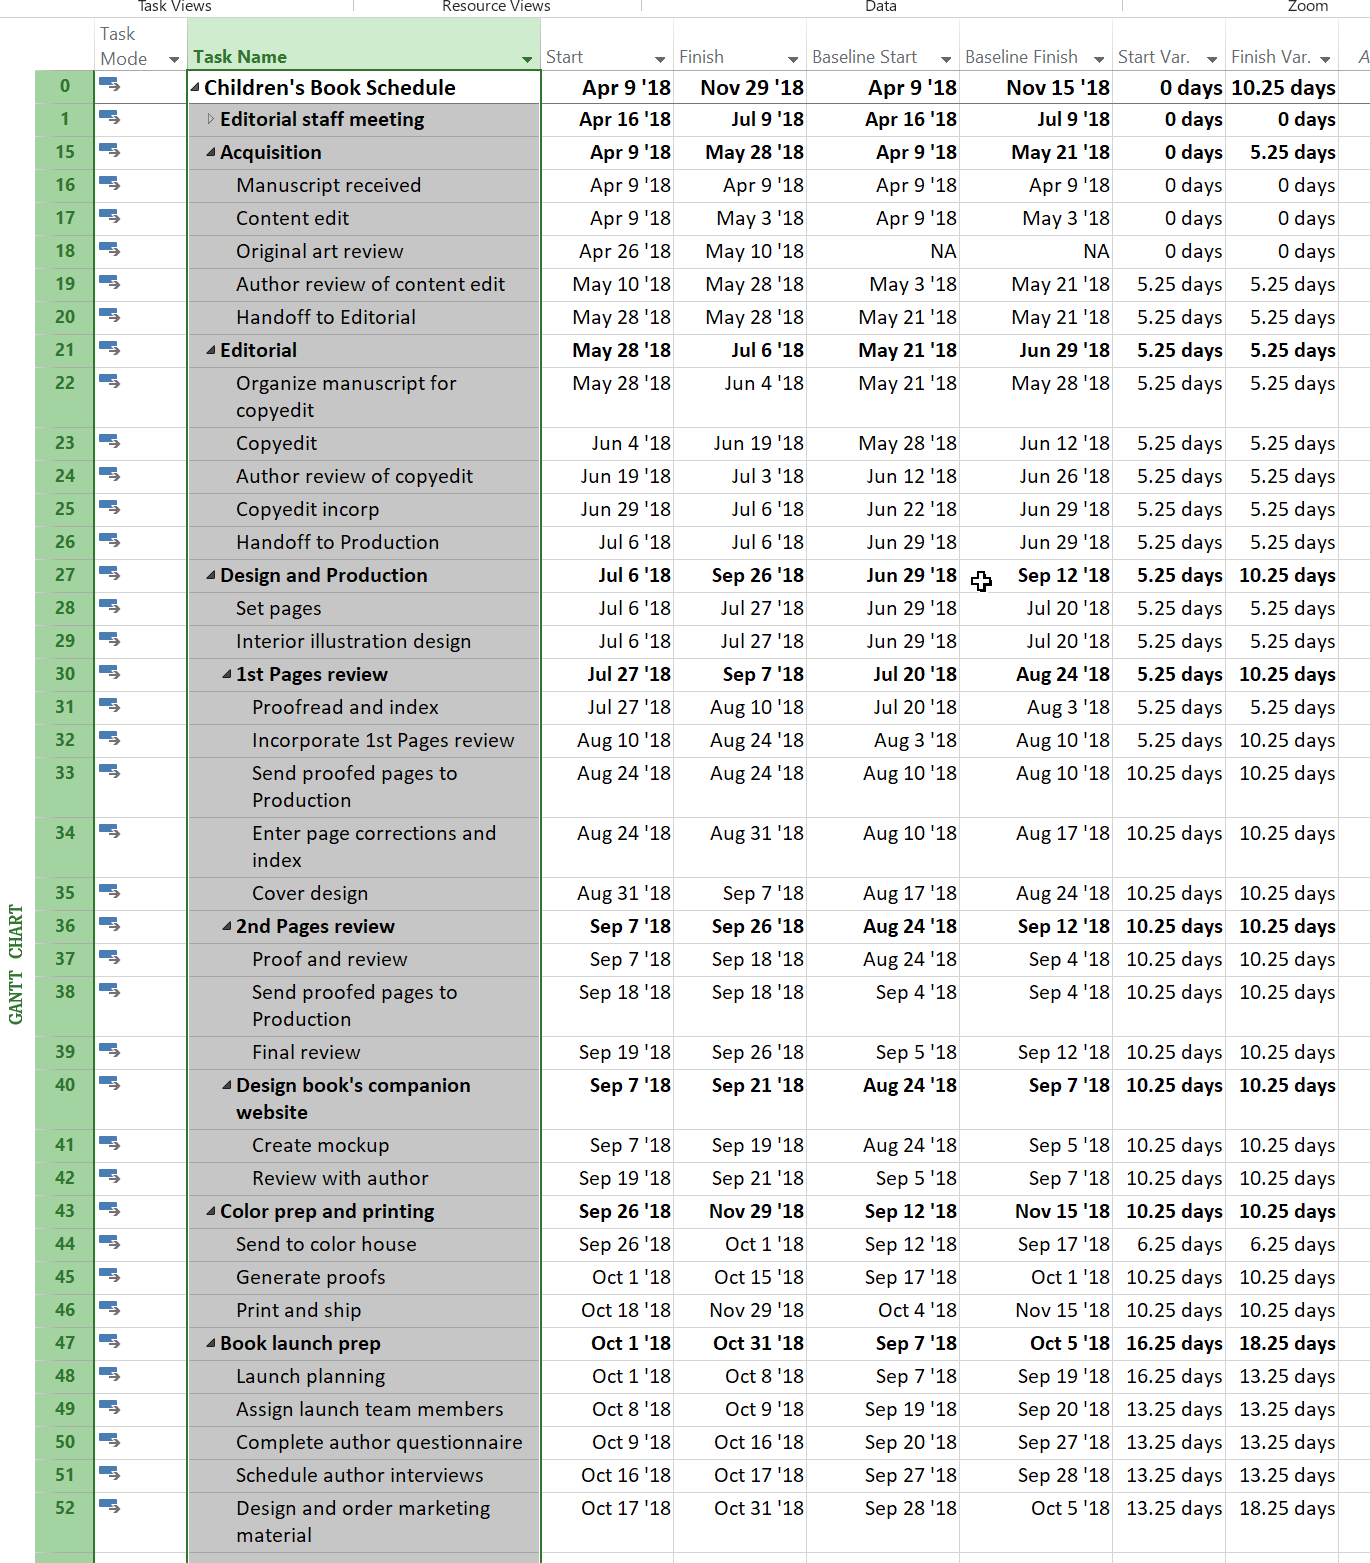 Task Views Resource Views Data Zoom
Task Mode Task Name Start Finish Baseline Start Baseline Finish Start Var. Finish Var. A
0 Children's Book Schedule Apr 9 '18 Nov 29 '18 Apr 9 '18 Nov 15 '18 0 days 10.25 days
1 Editorial staff meeting Apr 16 '18 Jul 9 '18 Apr 16 '18 Jul 9 '18 0 days 0 days
15 Acquisition Apr 9 '18 May 28 '18 Apr 9 '18 May 21 '18 0 days 5.25 days
16 Manuscript received Apr 9 '18 Apr 9 '18 Apr 9 '18 Apr 9 '18 0 days 0 days
17 Content edit Apr 9 '18 May 3 '18 Apr 9 '18 May 3 '18 0 days 0 days
18 Original art review Apr 26 '18 May 10 '18 NA NA 0 days 0 days
19 Author review of content edit May 10 '18 May 28 '18 May 3 '18 May 21 '18 5.25 days 5.25 days
20 Handoff to Editorial May 28 '18 May 28 '18 May 21 '18 May 21 '18 5.25 days 5.25 days
21 Editorial May 28 '18 Jul 6 '18 May 21 '18 Jun 29 '18 5.25 days 5.25 days
22 Organize manuscript for May 28 '18 Jun 4 '18 May 21 '18 May 28 '18 5.25 days 5.25 days
copyedit
23 Copyedit Jun 4 '18 Jun 19 '18 May 28 '18 Jun 12 '18 5.25 days 5.25 days
24 Author review of copyedit Jun 19 '18 Jul 3 '18 Jun 12 '18 Jun 26 '18 5.25 days 5.25 days
25 Copyedit incorp Jun 29 '18 Jul 6 '18 Jun 22 '18 Jun 29 '18 5.25 days 5.25 days
26 Handoff to Production Jul 6 '18 Jul 6 '18 Jun 29 '18 Jun 29 '18 5.25 days 5.25 days
27 Design and Production Jul 6 '18 Sep 26 '18 Jun 29 '18 Sep 12 '18 5.25 days 10.25 days
28 Set pages Jul 6 '18 Jul 27 '18 Jun 29 '18 Jul 20 '18 5.25 days 5.25 days
29 Interior illustration design Jul 6 '18 Jul 27 '18 Jun 29 '18 Jul 20 '18 5.25 days 5.25 days
30 1st Pages review Jul 27 '18 Sep 7 '18 Jul 20 '18 Aug 24 '18 5.25 days 10.25 days
31 Proofread and index Jul 27 '18 Aug 10 '18 Jul 20 '18 Aug 3 '18 5.25 days 5.25 days
32 Incorporate 1st Pages review Aug 10 '18 Aug 24 '18 Aug 3 '18 Aug 10 '18 5.25 days 10.25 days
33 Send proofed pages to Aug 24 '18 Aug 24 '18 Aug 10 '18 Aug 10 '18 10.25 days 10.25 days
Production
34 Enter page corrections and Aug 24 '18 Aug 31 '18 Aug 10 '18 Aug 17 '18 10.25 days 10.25 days
index
35 Cover design Aug 31 '18 Sep 7 '18 Aug 17 '18 Aug 24 '18 10.25 days 10.25 days
36 2nd Pages review Sep 7 '18 Sep 26 '18 Aug 24 '18 Sep 12 '18 10.25 days 10.25 days
37 Proof and review Sep 7 '18 Sep 18 '18 Aug 24 '18 Sep 4 '18 10.25 days 10.25 days
38 Send proofed pages to Sep 18 '18 Sep 18 '18 Sep 4 '18 Sep 4 '18 10.25 days 10.25 days
Production
39 Final review Sep 19 '18 Sep 26 '18 Sep 5 '18 Sep 12 '18 10.25 days 10.25 days
40 Design book's companion Sep 7 '18 Sep 21 '18 Aug 24 '18 Sep 7 '18 10.25 days 10.25 days
website
41 Create mockup Sep 7 '18 Sep 19 '18 Aug 24 '18 Sep 5 '18 10.25 days 10.25 days
42 Review with author Sep 19 '18 Sep 21 '18 Sep 5 '18 Sep 7 '18 10.25 days 10.25 days
43 Color prep and printing Sep 26 '18 Nov 29 '18 Sep 12 '18 Nov 15 '18 10.25 days 10.25 days
44 Send to color house Sep 26 '18 Oct 1 '18 Sep 12 '18 Sep 17 '18 6.25 days 6.25 days
45 Generate proofs Oct 1 '18 Oct 15 '18 Sep 17 '18 Oct 1 '18 10.25 days 10.25 days
46 Print and ship Oct 18 '18 Nov 29 '18 Oct 4 '18 Nov 15 '18 10.25 days 10.25 days
47 Book launch prep Oct 1 '18 Oct 31 '18 Sep 7 '18 Oct 5 '18 16.25 days 18.25 days
48 Launch planning Oct 1 '18 Oct 8 '18 Sep 7 '18 Sep 19 '18 16.25 days 13.25 days
49 Assign launch team members Oct 8 '18 Oct 9 '18 Sep 19 '18 Sep 20 '18 13.25 days 13.25 days
50 Complete author questionnaire Oct 9 '18 Oct 16 '18 Sep 20 '18 Sep 27 '18 13.25 days 13.25 days
51 Schedule author interviews Oct 16 '18 Oct 17 '18 Sep 27 '18 Sep 28 '18 13.25 days 13.25 days
52 Design and order marketing Oct 17 '18 Oct 31 '18 Sep 28 '18 Oct 5 '18 13.25 days 18.25 days
material
GANTT CHART